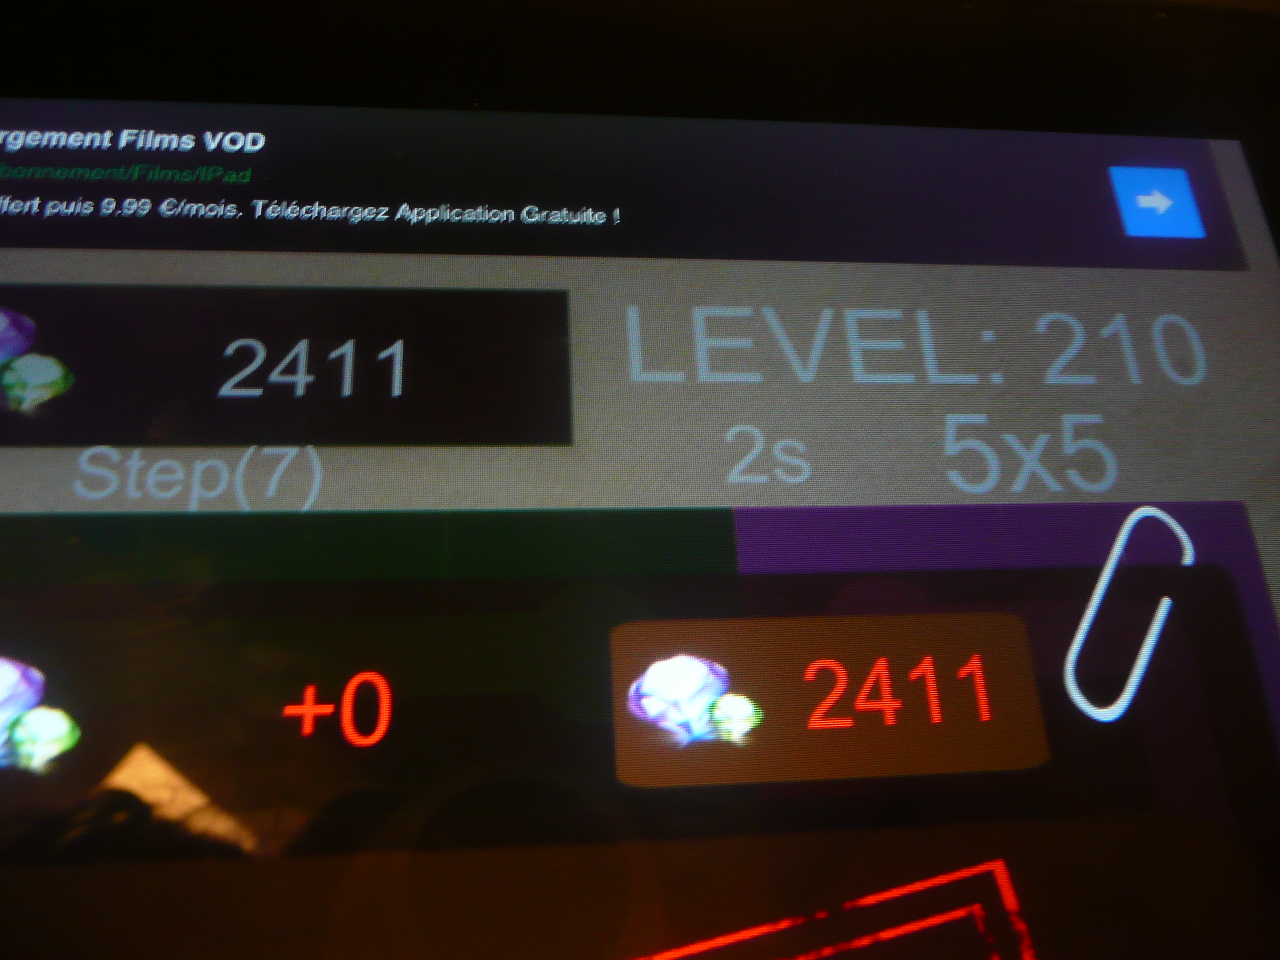 rgement Films VOD
bonnement/Films/IPad
ffert puis 9.99 €/mois. Téléchargez Application Gratuite !
2411
LEVEL: 210
Step(7)
2s
5x5
+0
2411